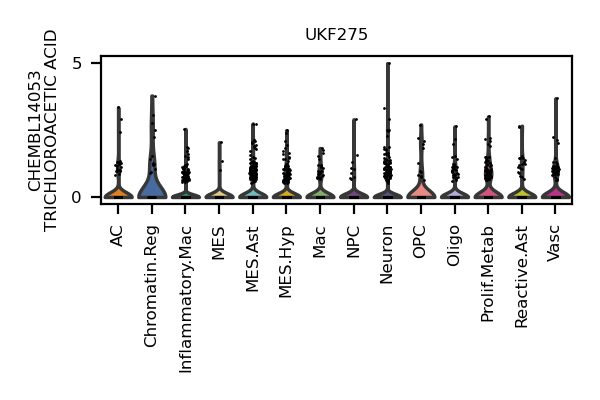 UKF275
CHEMBL14053
TRICHLOROACETIC ACID
5
0
AC
Chromatin.Reg
Inflammatory.Mac
MES
MES.Ast
MES.Hyp
Mac
NPC
Neuron
OPC
Oligo
Prolif.Metab
Reactive.Ast
Vasc